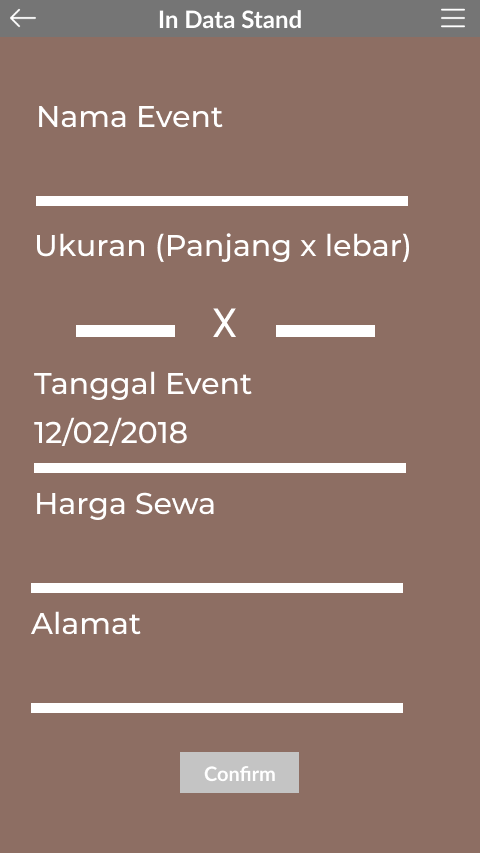 In Data Stand
Nama Event
Ukuran (Panjang x lebar)
X
Tanggal Event
12/02/2018
Harga Sewa
Alamat
Confirm